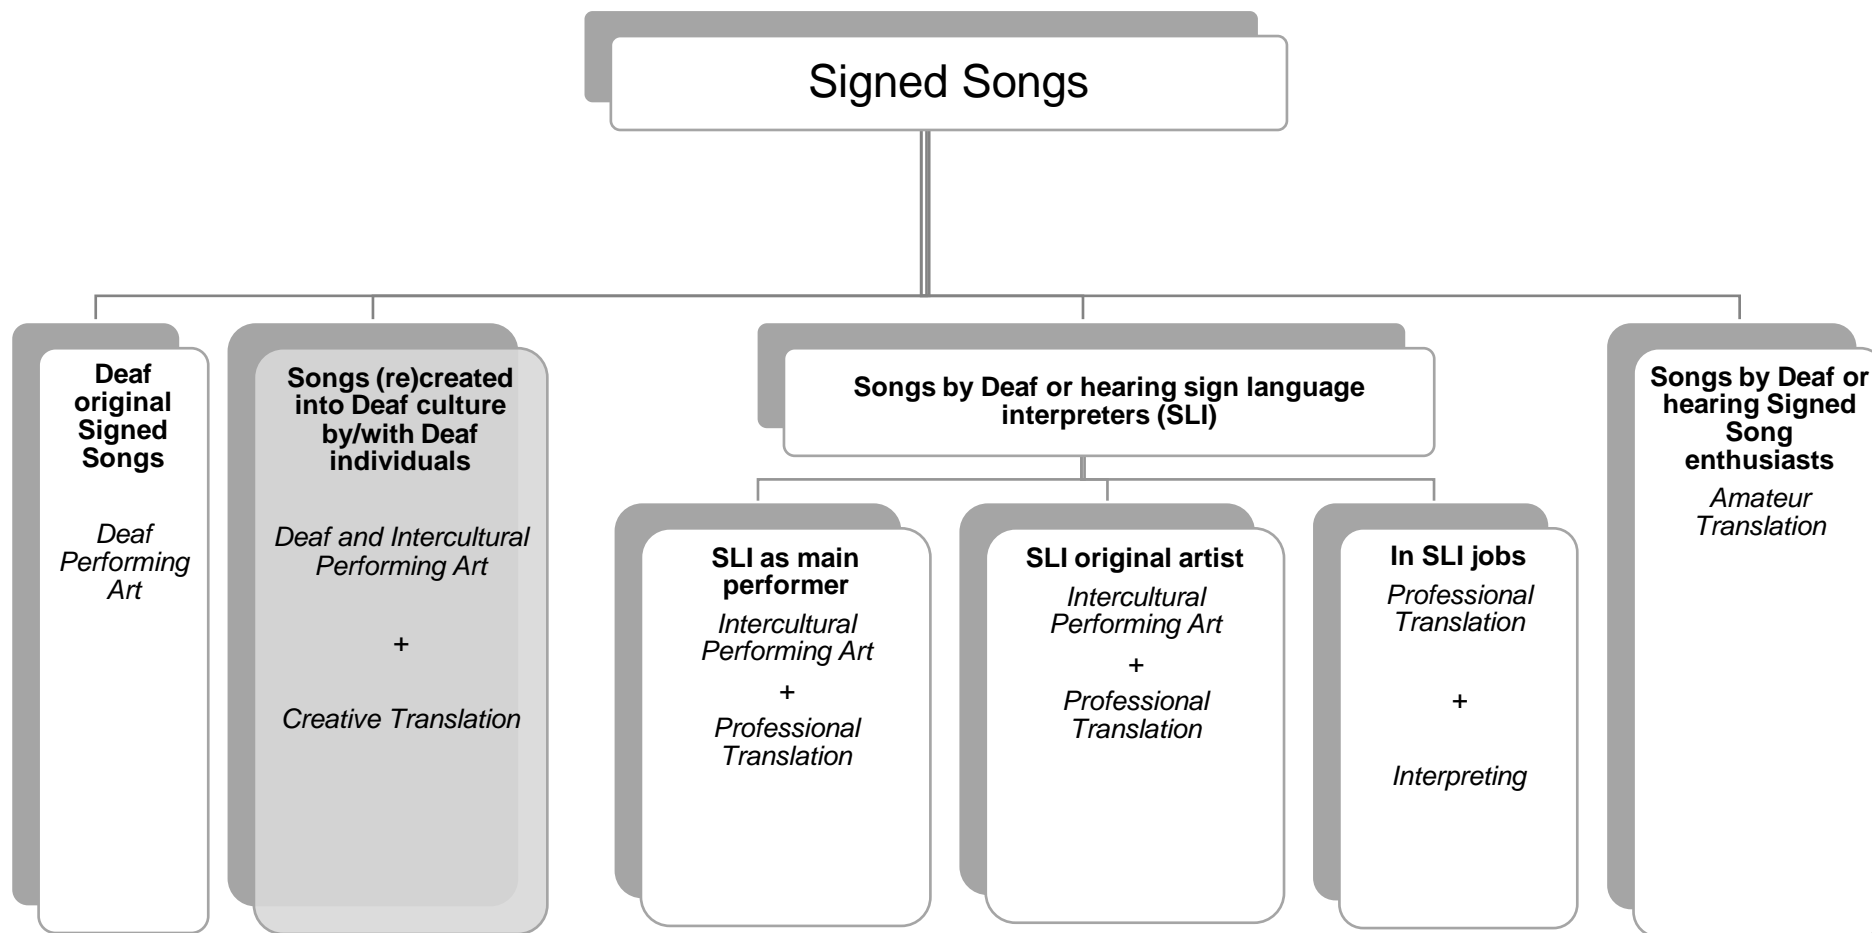 Signed Songs
Deaf
original
Signed
Songs
Deaf
Performing
Art
Songs (re)created
into Deaf culture
by/with Deaf
individuals
Deaf and Intercultural
Performing Art
+
Creative Translation
Songs by Deaf or hearing sign language
interpreters (SLI)
SLI as main
performer
Intercultural
Performing Art
+
Professional
Translation
SLI original artist
Intercultural
Performing Art
+
Professional
Translation
In SLI jobs
Professional
Translation
+
Interpreting
Songs by Deaf or
hearing Signed
Song
enthusiasts
Amateur
Translation